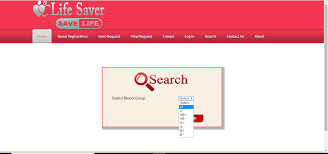 Life Saver
SAVE LIFE
Home Donor Registration Send Request View Request Camps Log In Search Contact Us About
Search
Select Blood Group
Select
Select